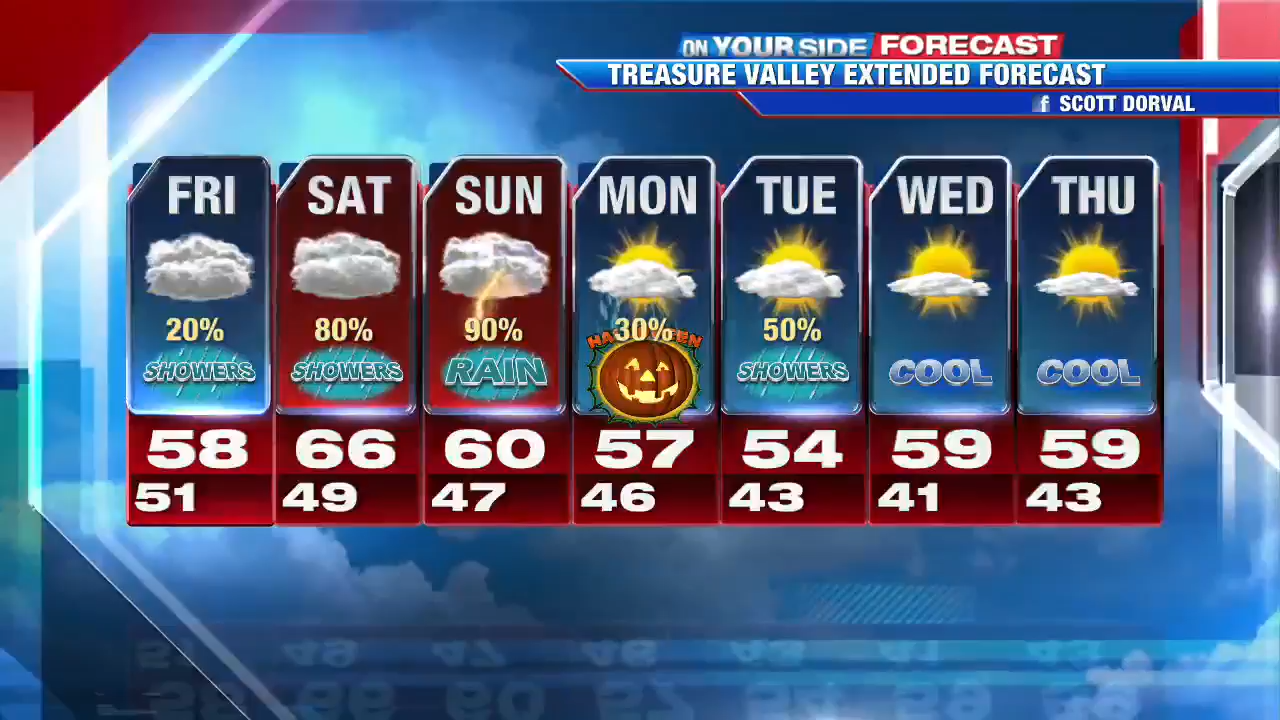 ON YOUR SIDE FORECAST
TREASURE VALLEY EXTENDED FORECAST
f SCOTT DORVAL
FRI SAT SUN MON TUE WED THU
20% 80% 90% 30% 50%
SHOWERS SHOWERS RAIN SHOWERS COOL COOL
58 66 60 57 54 59 59
51 49 47 46 43 41 43